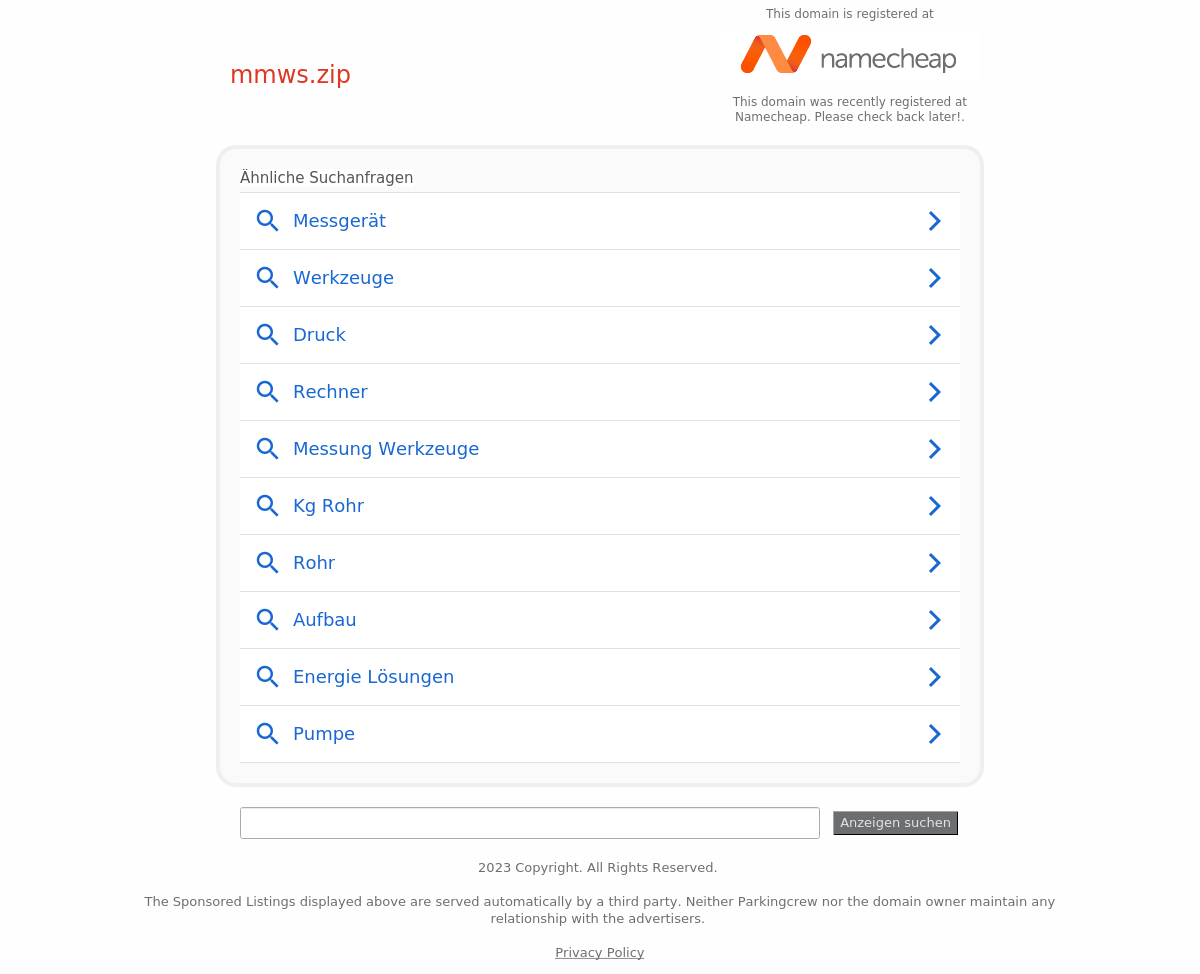 This domain is registered at
namecheap
mmws.zip
This domain was recently registered at
Namecheap. Please check back later!.
Ähnliche Suchanfragen
Messgerät
Werkzeuge
Druck
Rechner
Messung Werkzeuge
Kg Rohr
Rohr
Aufbau
Energie Lösungen
Pumpe
Anzeigen suchen
2023 Copyright. All Rights Reserved.
The Sponsored Listings displayed above are served automatically by a third party. Neither Parkingcrew nor the domain owner maintain any
relationship with the advertisers.
Privacy Policy